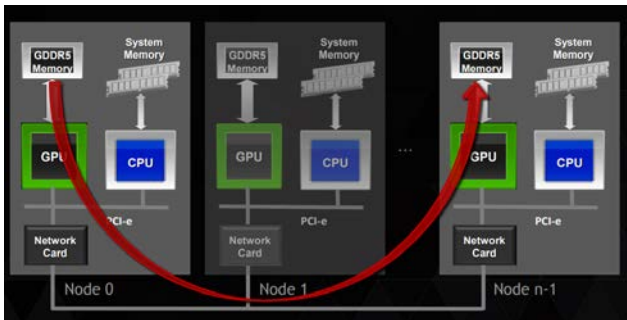 GDDR5
Memory
System
Memory
GPU
CPU
PCI-e
Network
Card
Node 0
GDDR5
Memory
System
Memory
GPU
CPU
PCI-e
Network
Card
Node 1
...
GDDR5
Memory
System
Memory
GPU
CPU
PCI-e
Network
Card
Node n-1